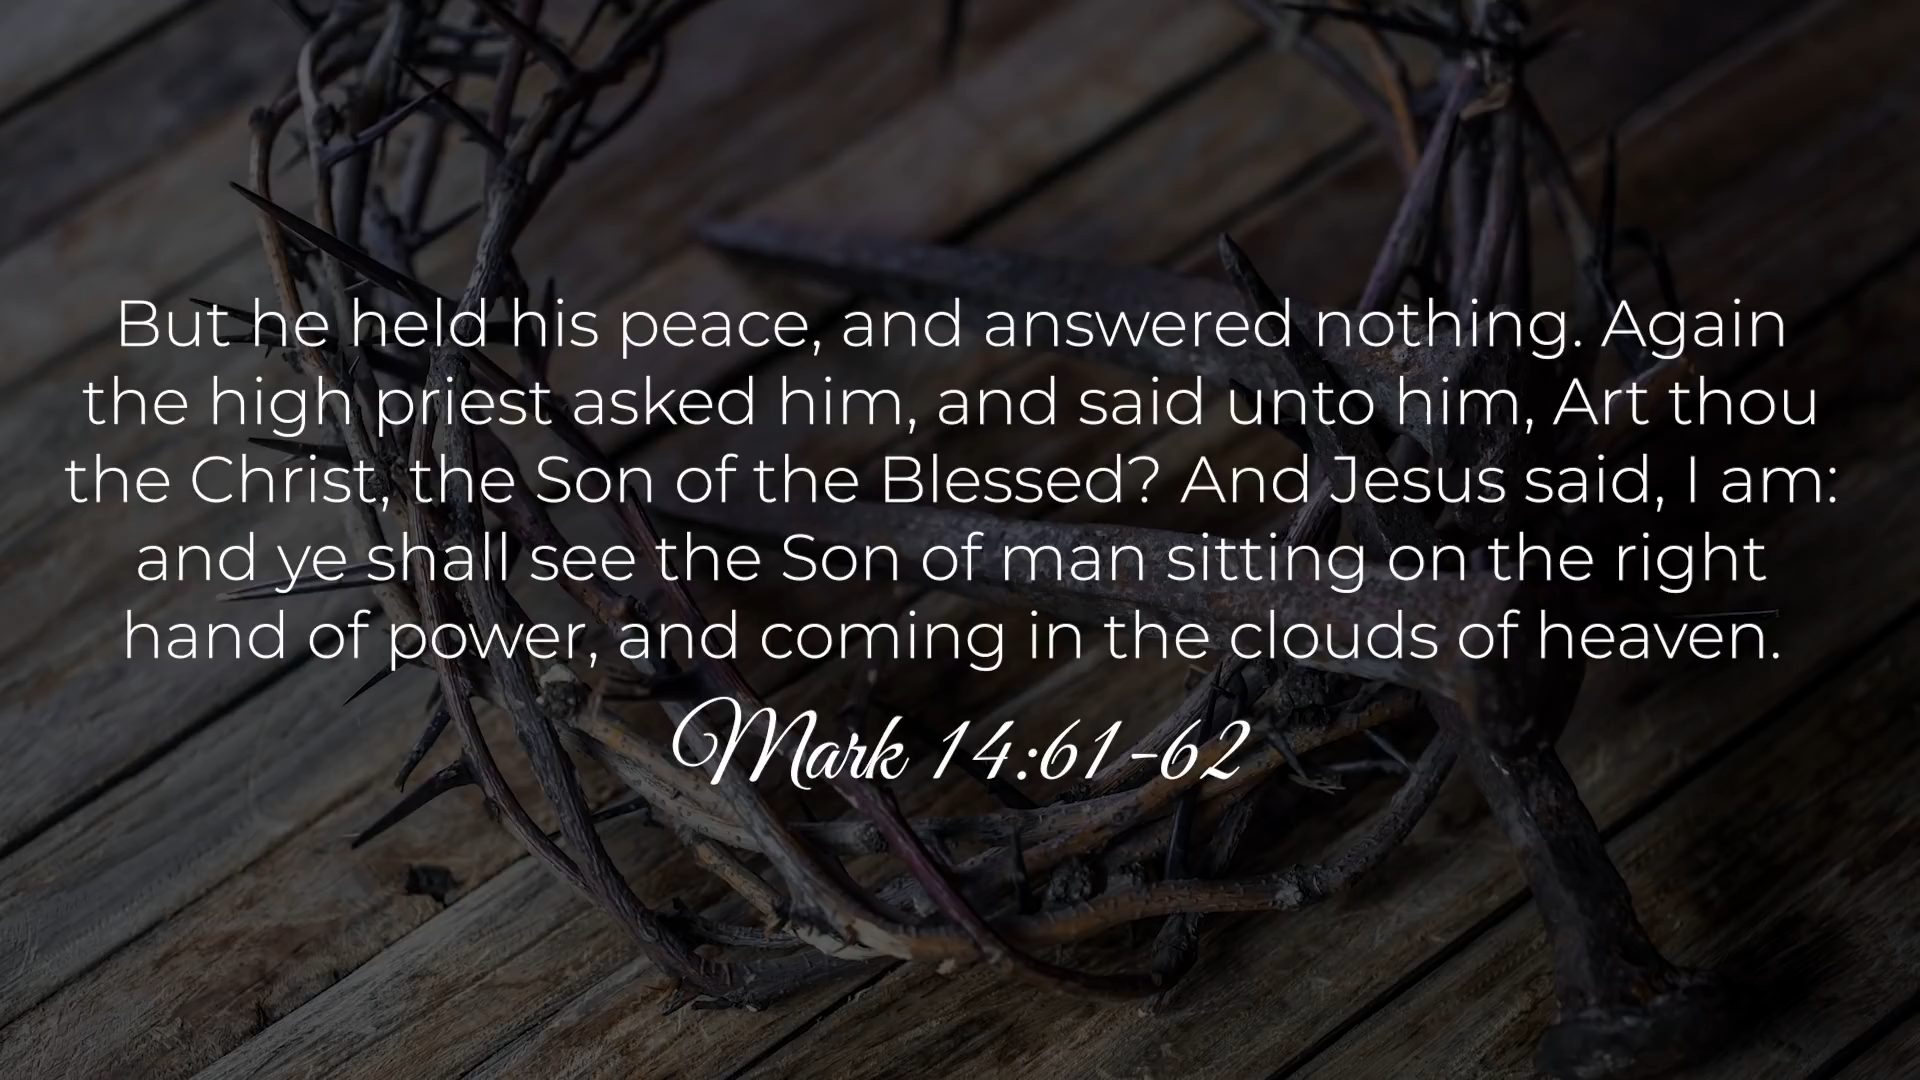 But he held his peace, and answered nothing. Again
the high priest asked him, and said unto him, Art thou
the Christ, the Son of the Blessed? And Jesus said, I am:
and ye shall see the Son of man sitting on the right
hand of power, and coming in the clouds of heaven.
Mark 14:61-62